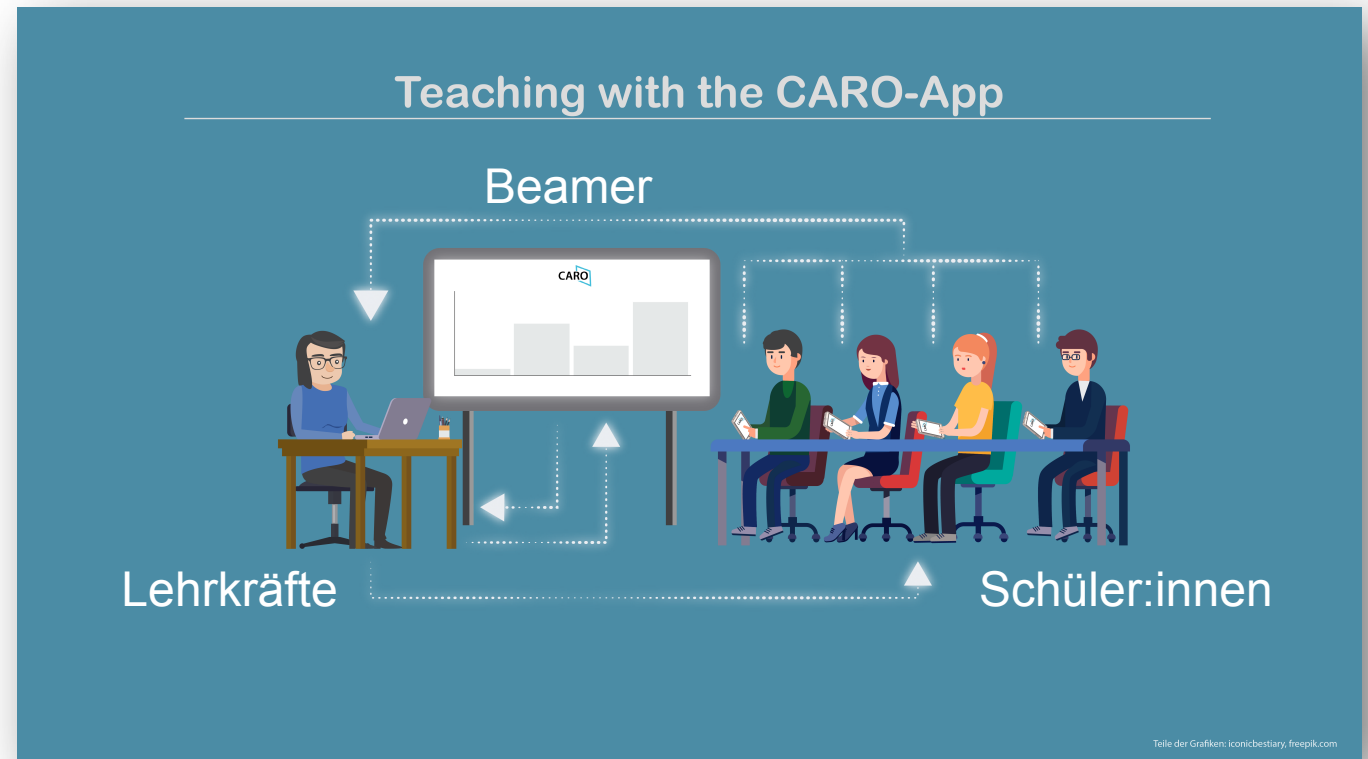 Teaching with the CARO-App
Beamer
CARO
Lehrkräfte
Schüler:innen
Teile der Grafiken: iconicbestiary, freepik.com